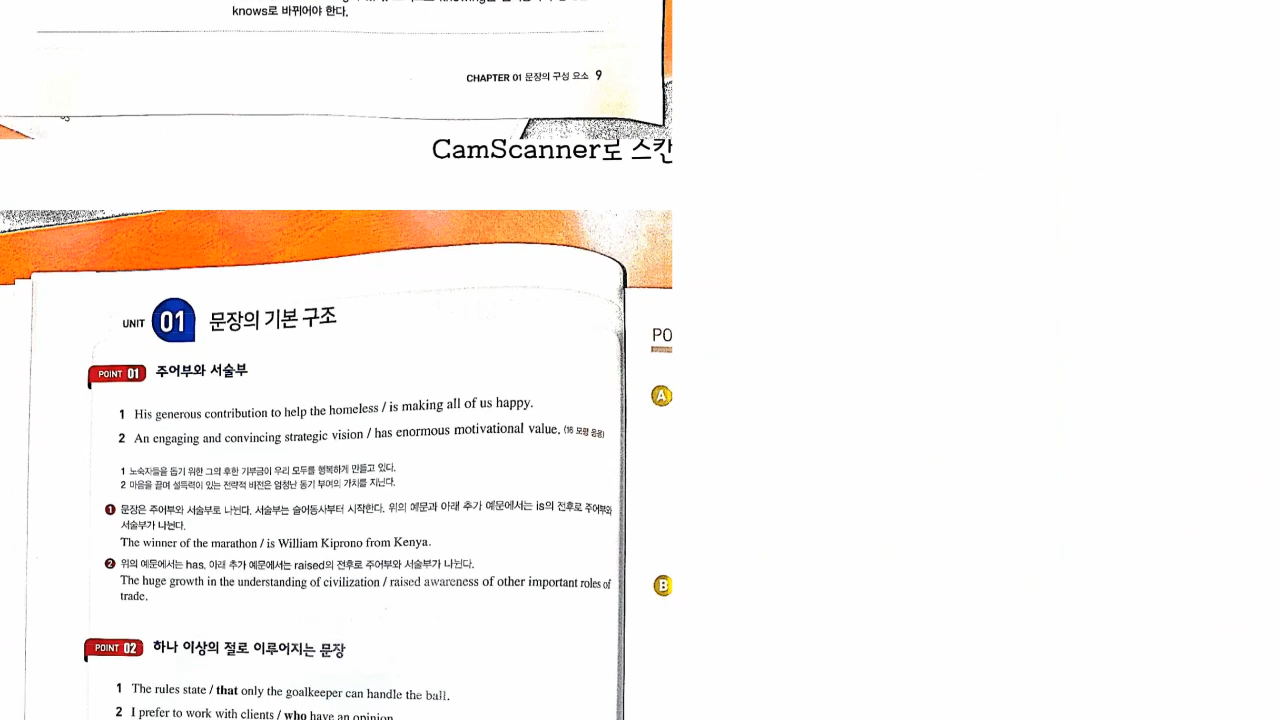 knows로 바뀌어야 한다.
CHAPTER 01 문장의 구성 요소 9
CamScanner로 스캔
UNIT 01 문장의 기본 구조
PO
POINT 01 주어부와 서술부
A
1 His generous contribution to help the homeless / is making all of us happy.
2 An engaging and convincing strategic vision / has enormous motivational value. (16 모평 응용)
1 노숙자들을 돕기 위한 그의 후한 기부금이 우리 모두를 행복하게 만들고 있다.
2 마음을 끌며 설득력이 있는 전략적 비전은 엄청난 동기 부여의 가치를 지닌다.
1 문장은 주어부와 서술부로 나뉜다. 서술부는 술어동사부터 시작한다. 위의 예문과 아래 추가 예문에서는 is의 전후로 주어부와
서술부가 나뉜다.
The winner of the marathon / is William Kiprono from Kenya.
2 위의 예문에서는 has, 아래 추가 예문에서는 raised의 전후로 주어부와 서술부가 나뉜다.
The huge growth in the understanding of civilization / raised awareness of other important roles of
trade.
B
POINT 02 하나 이상의 절로 이루어지는 문장
1 The rules state / that only the goalkeeper can handle the ball.
2 I prefer to work with clients / who have an opinion.